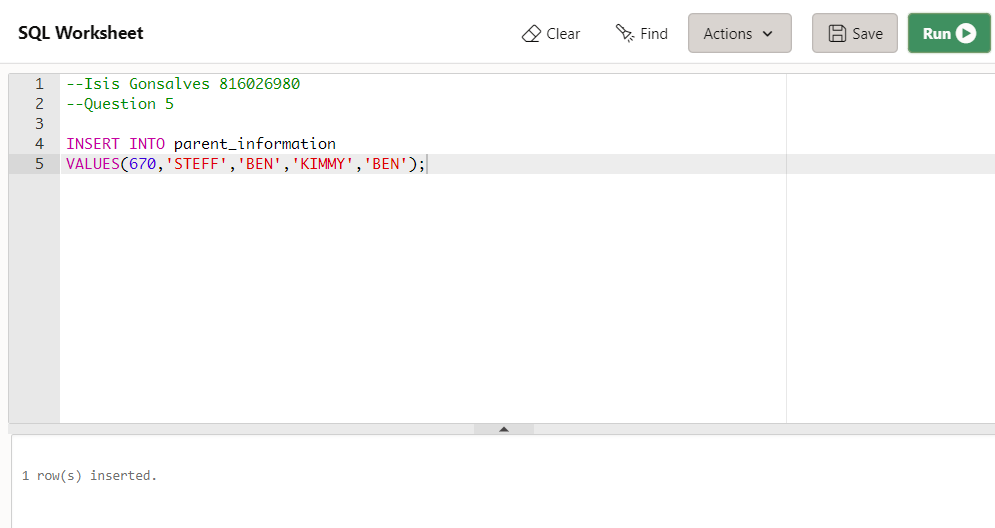 SQL Worksheet Clear Find Actions Save Run
1 --Isis Gonsalves 816026980
2 --Question 5
3
4 INSERT INTO parent_information
5 VALUES(670,'STEFF','BEN','KIMMY','BEN');
1 row(s) inserted.